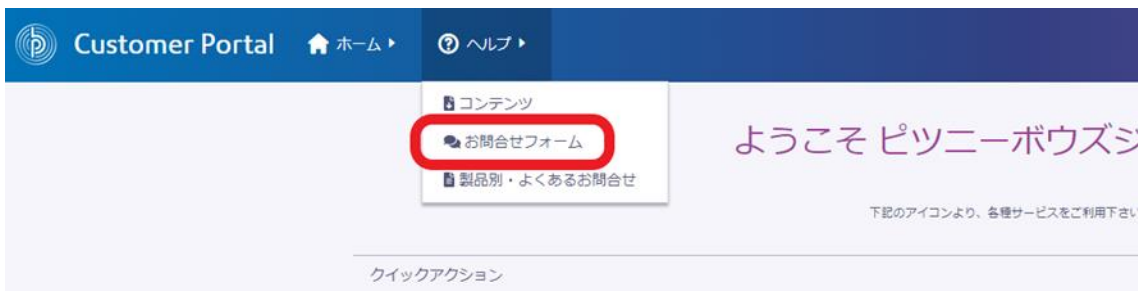 Customer Portal ホーム ヘルプ
コンテンツ
お問合せフォーム
製品別・よくあるお問合せ
ようこそ ピツニーボウズジ
下記のアイコンより、各種サービスをご利用下さい
クイックアクション